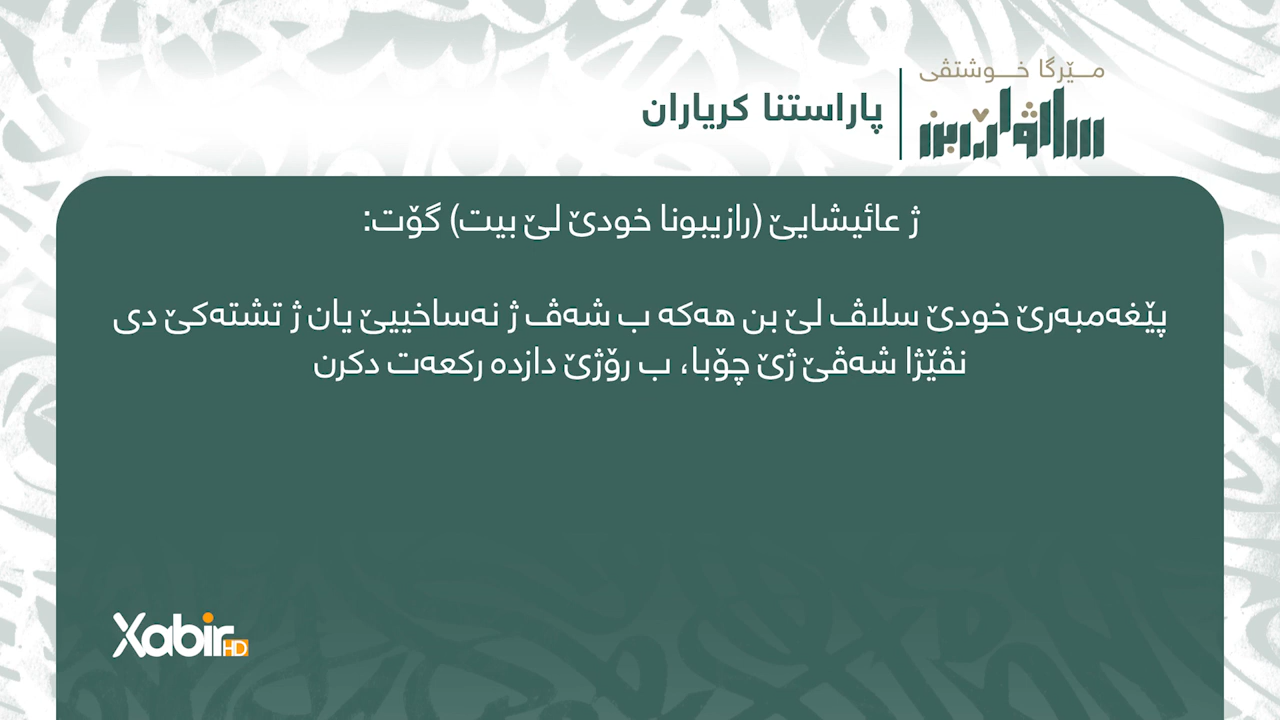 مـــێرگا خـــوشتڤی
پاراستنا کریاران
ژ عائیشایێ (رازیبونا خودێ لێ بیت) گۆت:
پێغەمبەرێ خودێ سلاڤ لێ بن هەکە ب شەڤ ژ نەساخییێ یان ژ تشتەکێ دی
نڤێژا شەڤێ ژێ چۆبا، ب رۆژێ دازدە رکعەت دکرن
Xabir HD